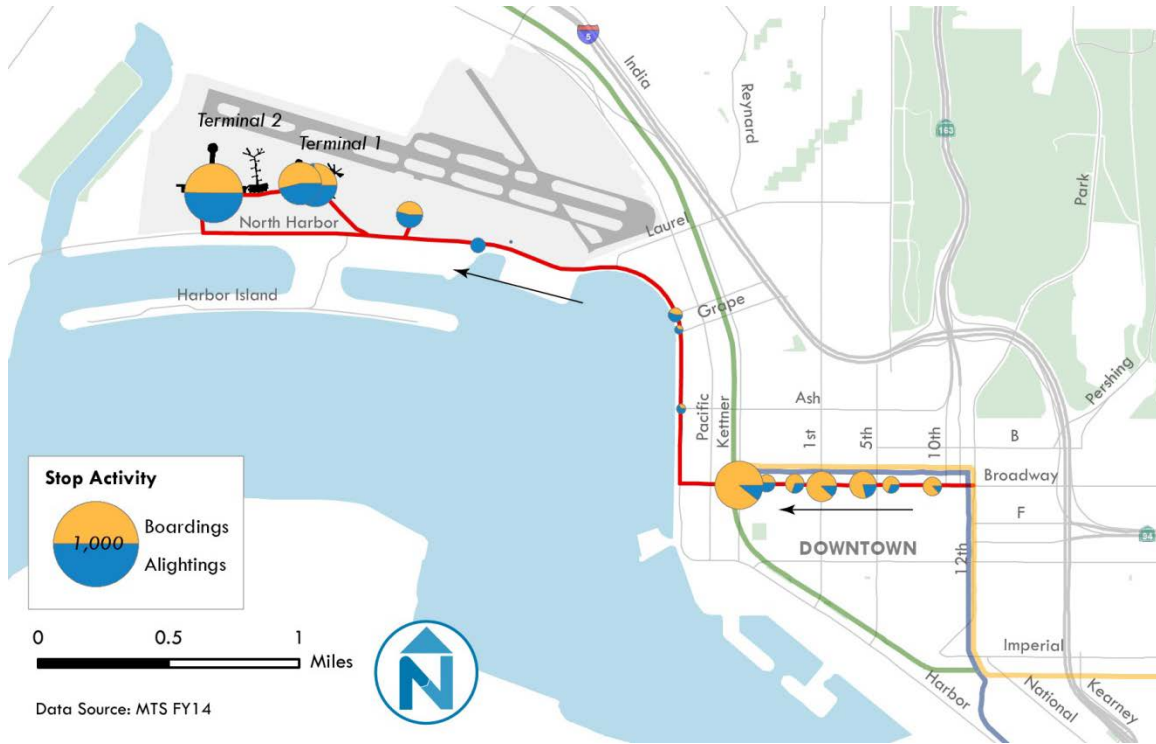 5
India
Reynard
163
Park
Terminal 2
Terminal 1
North Harbor
Laurel
Harbor Island
Grape
Pershing
Ash
Pacific
Kettner
1st
5th
10th
B
Broadway
F
94
DOWNTOWN
12th
Imperial
Harbor
National
Kearney
Stop Activity
1,000
Boardings
Alightings
0 0.5 1
Miles
N
Data Source: MTS FY14